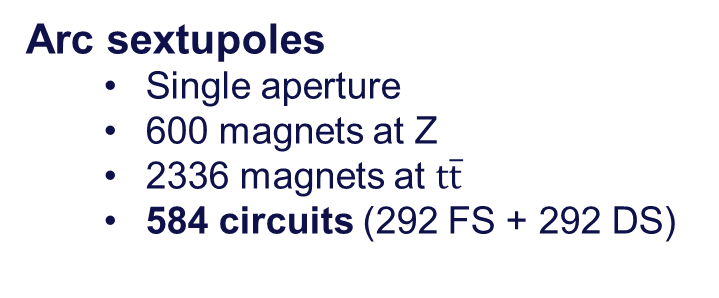 Arc sextupoles
• Single aperture
• 600 magnets at Z
• 2336 magnets at tt̄
• 584 circuits (292 FS + 292 DS)